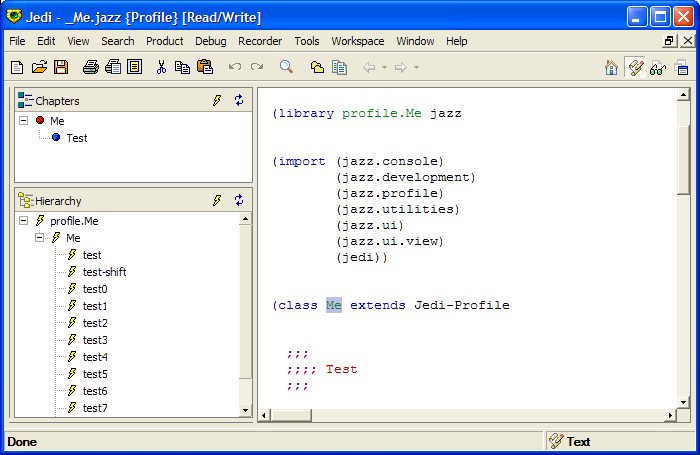 Jedi - _Me.jazz {Profile} [Read/Write]
File Edit View Search Product Debug Recorder Tools Workspace Window Help
Chapters
Me
Test
Hierarchy
profile.Me
Me
test
test-shift
test0
test1
test2
test3
test4
test5
test6
test7
(library profile.Me jazz
(import (jazz.console)
(jazz.development)
(jazz.profile)
(jazz.utilities)
(jazz.ui)
(jazz.ui.view)
(jedi))
(class Me extends Jedi-Profile
;;;
;;;; Test
;;;
Done
Text